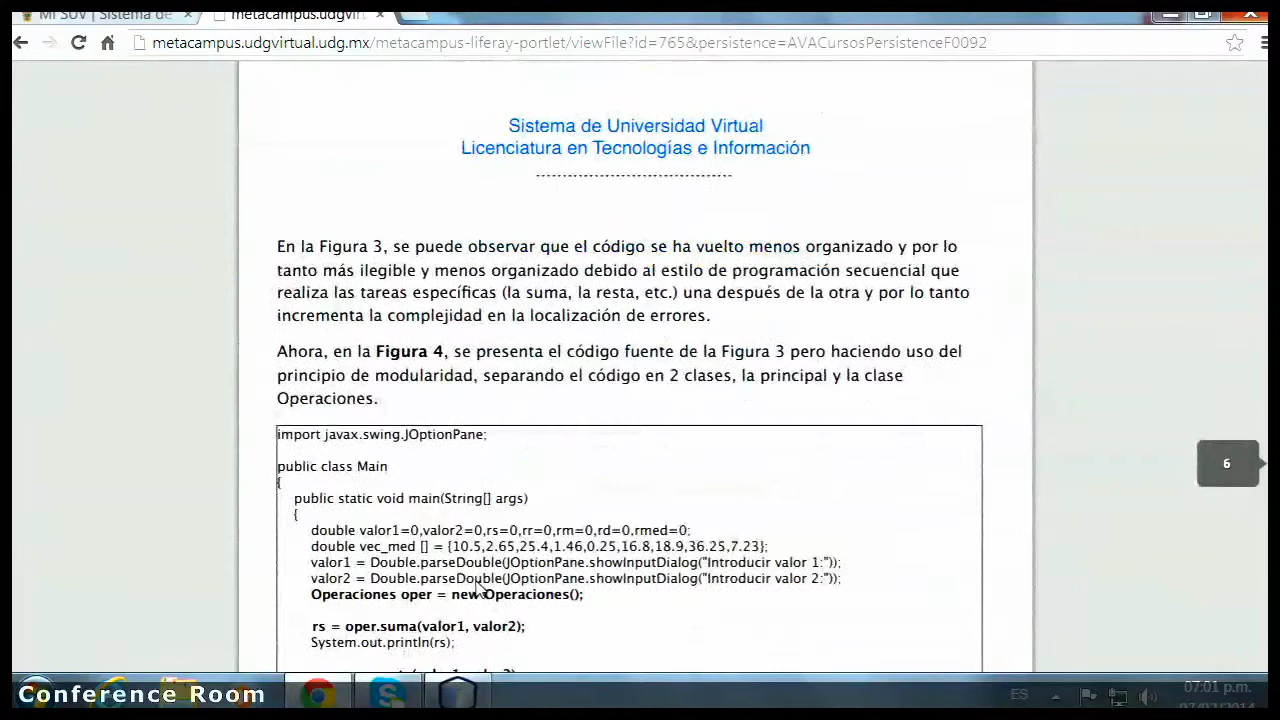 MI SUV | Sistema de
metacampus.udgvirt
metacampus.udgvirtual.udg.mx/metacampus-liferay-portlet/viewFile?id=765&persistence=AVACursosPersistenceF0092
Sistema de Universidad Virtual
Licenciatura en Tecnologías e Información
------------------------------------
En la Figura 3, se puede observar que el código se ha vuelto menos organizado y por lo
tanto más ilegible y menos organizado debido al estilo de programación secuencial que
realiza las tareas específicas (la suma, la resta, etc.) una después de la otra y por lo tanto
incrementa la complejidad en la localización de errores.
Ahora, en la Figura 4, se presenta el código fuente de la Figura 3 pero haciendo uso del
principio de modularidad, separando el código en 2 clases, la principal y la clase
Operaciones.
import javax.swing.JOptionPane;
public class Main
{
public static void main(String[] args)
{
double valor1=0,valor2=0,rs=0,rr=0,rm=0,rd=0,rmed=0;
double vec_med [] = {10.5,2.65,25.4,1.46,0.25,16.8,18.9,36.25,7.23};
valor1 = Double.parseDouble(JOptionPane.showInputDialog("Introducir valor 1:"));
valor2 = Double.parseDouble(JOptionPane.showInputDialog("Introducir valor 2:"));
Operaciones oper = new Operaciones();
rs = oper.suma(valor1, valor2);
System.out.println(rs);
6
Conference Room
ES
07:01 p.m.